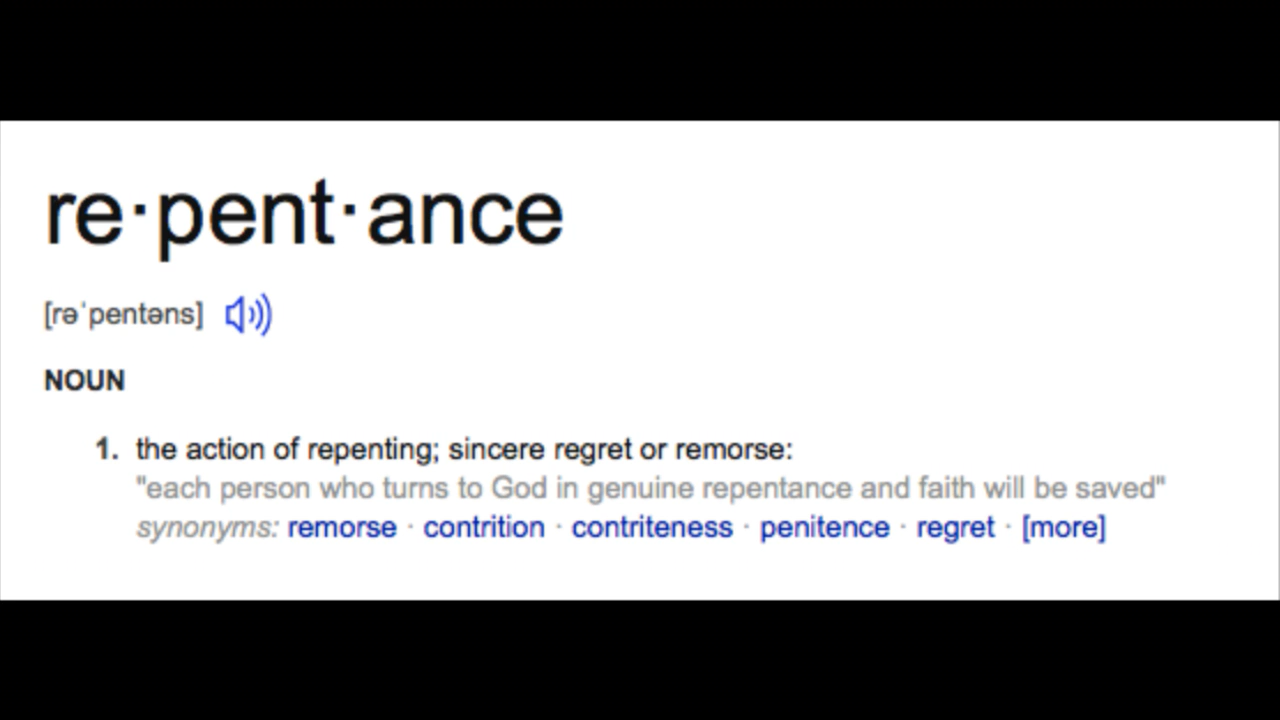 re·pent·ance
[rəˈpentəns]
NOUN
1. the action of repenting; sincere regret or remorse:
"each person who turns to God in genuine repentance and faith will be saved"
synonyms: remorse · contrition · contriteness · penitence · regret · [more]